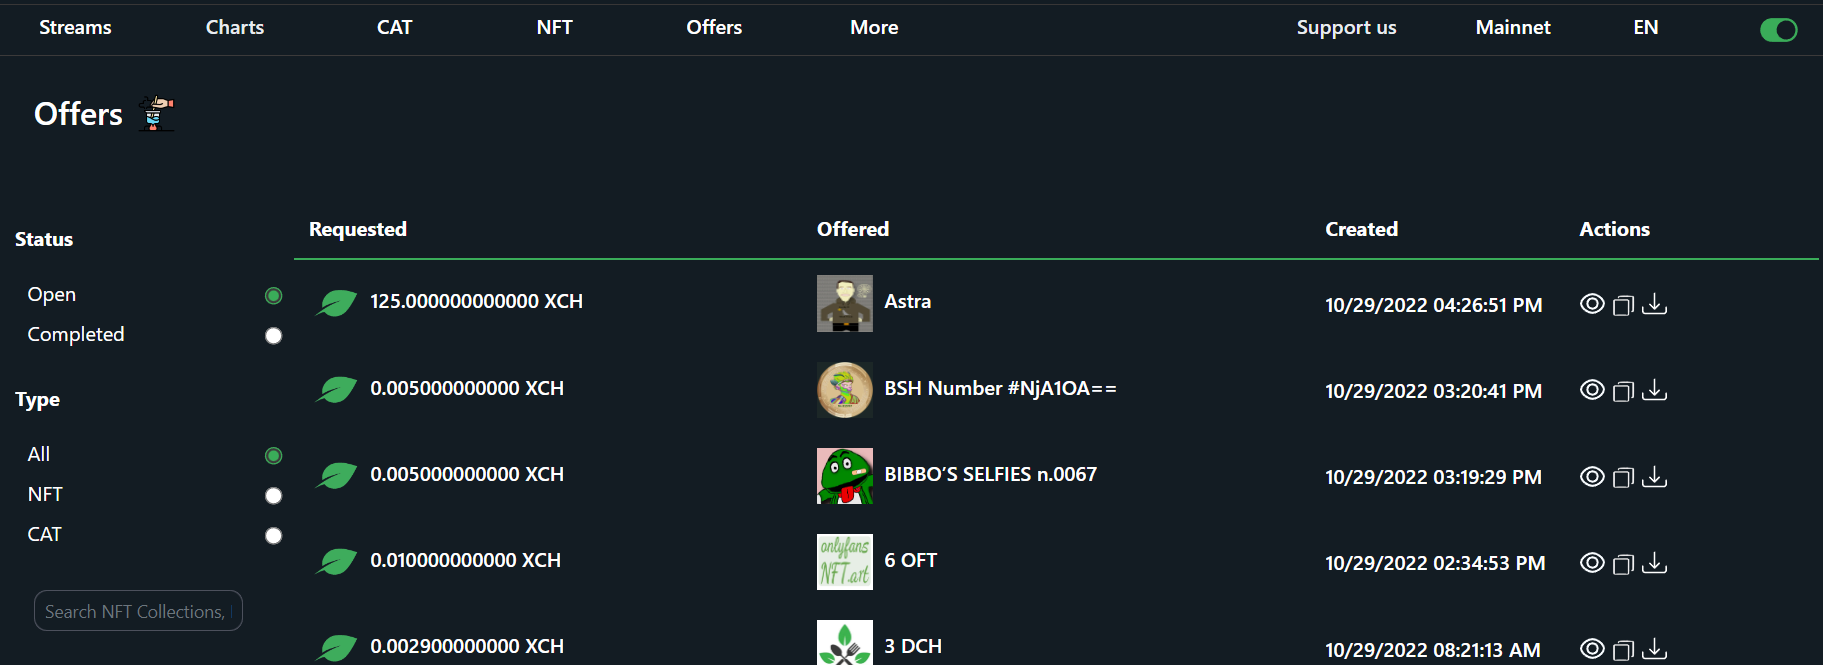 Streams Charts CAT NFT Offers More Support us Mainnet EN
Offers
Status
Open
Completed
Type
All
NFT
CAT
Search NFT Collections,
Requested Offered Created Actions
125.000000000000 XCH Astra 10/29/2022 04:26:51 PM
0.005000000000 XCH BSH Number #NjA1OA== 10/29/2022 03:20:41 PM
0.005000000000 XCH BIBBO’S SELFIES n.0067 10/29/2022 03:19:29 PM
0.010000000000 XCH onlyfans NFT.art 6 OFT 10/29/2022 02:34:53 PM
0.002900000000 XCH 3 DCH 10/29/2022 08:21:13 AM